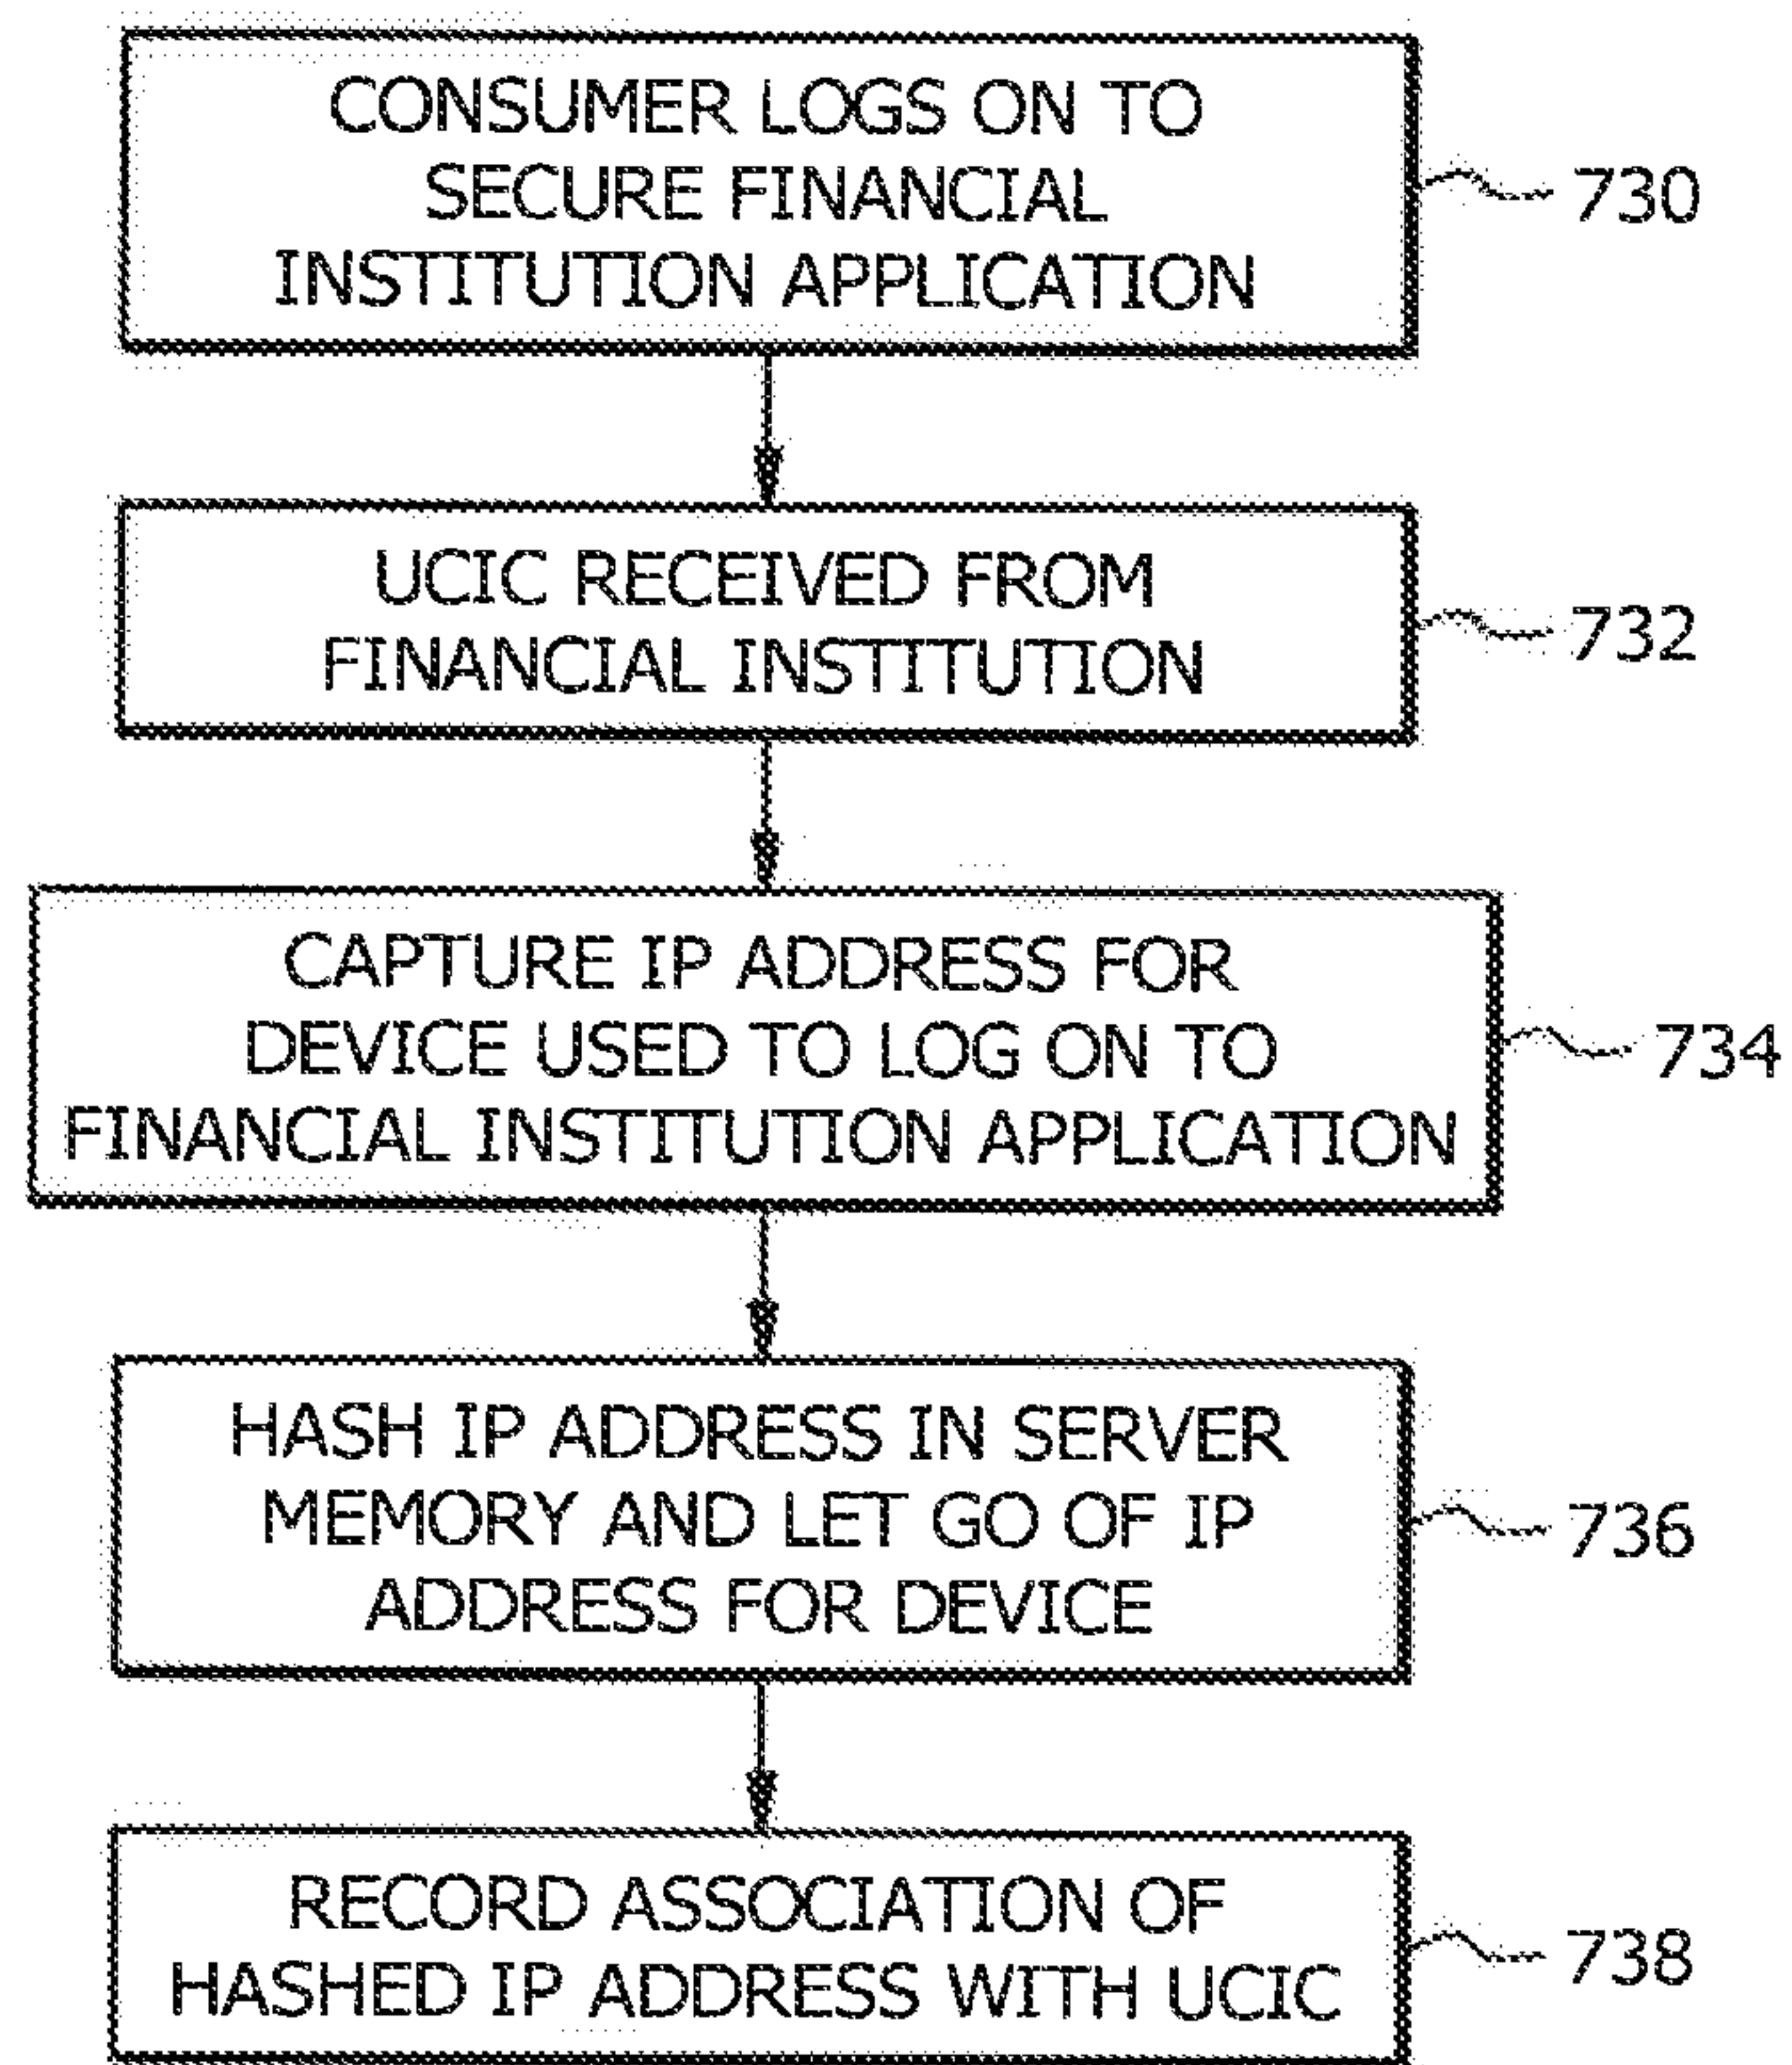 CONSUMER LOGS ON TO
SECURE FINANCIAL
INSTITUTION APPLICATION
730
UCIC RECEIVED FROM
FINANCIAL INSTITUTION
732
CAPTURE IP ADDRESS FOR
DEVICE USED TO LOG ON TO
FINANCIAL INSTITUTION APPLICATION
734
HASH IP ADDRESS IN SERVER
MEMORY AND LET GO OF IP
ADDRESS FOR DEVICE
736
RECORD ASSOCIATION OF
HASHED IP ADDRESS WITH UCIC
738